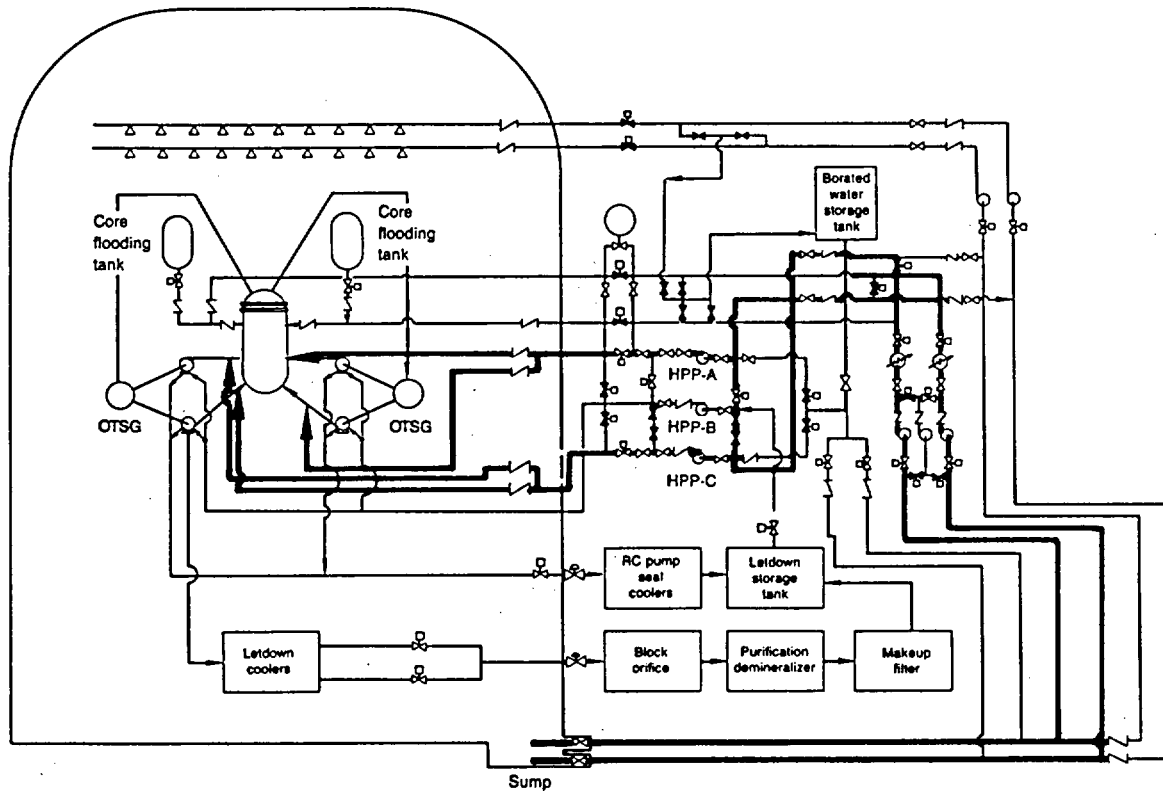 Core
flooding
tank
Core
flooding
tank
Borated
water
storage
tank
HPP-A
OTSG
OTSG
HPP-B
HPP-C
RC pump
seal
coolers
Letdown
storage
tank
Letdown
coolers
Block
orifice
Purification
demineralizer
Makeup
filter
Sump